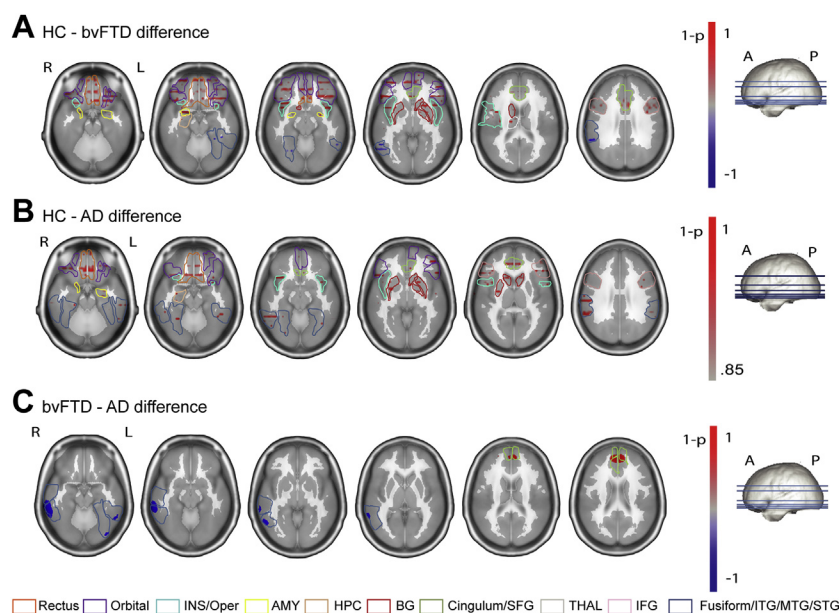 A HC - bvFTD difference
R L
1-p 1
-1
A P
B HC - AD difference
R L
1-p 1
.85
A P
C bvFTD - AD difference
R L
1-p 1
-1
A P
Rectus Orbital INS/Oper AMY HPC BG Cingulum/SFG THAL IFG Fusiform/ITG/MTG/STG